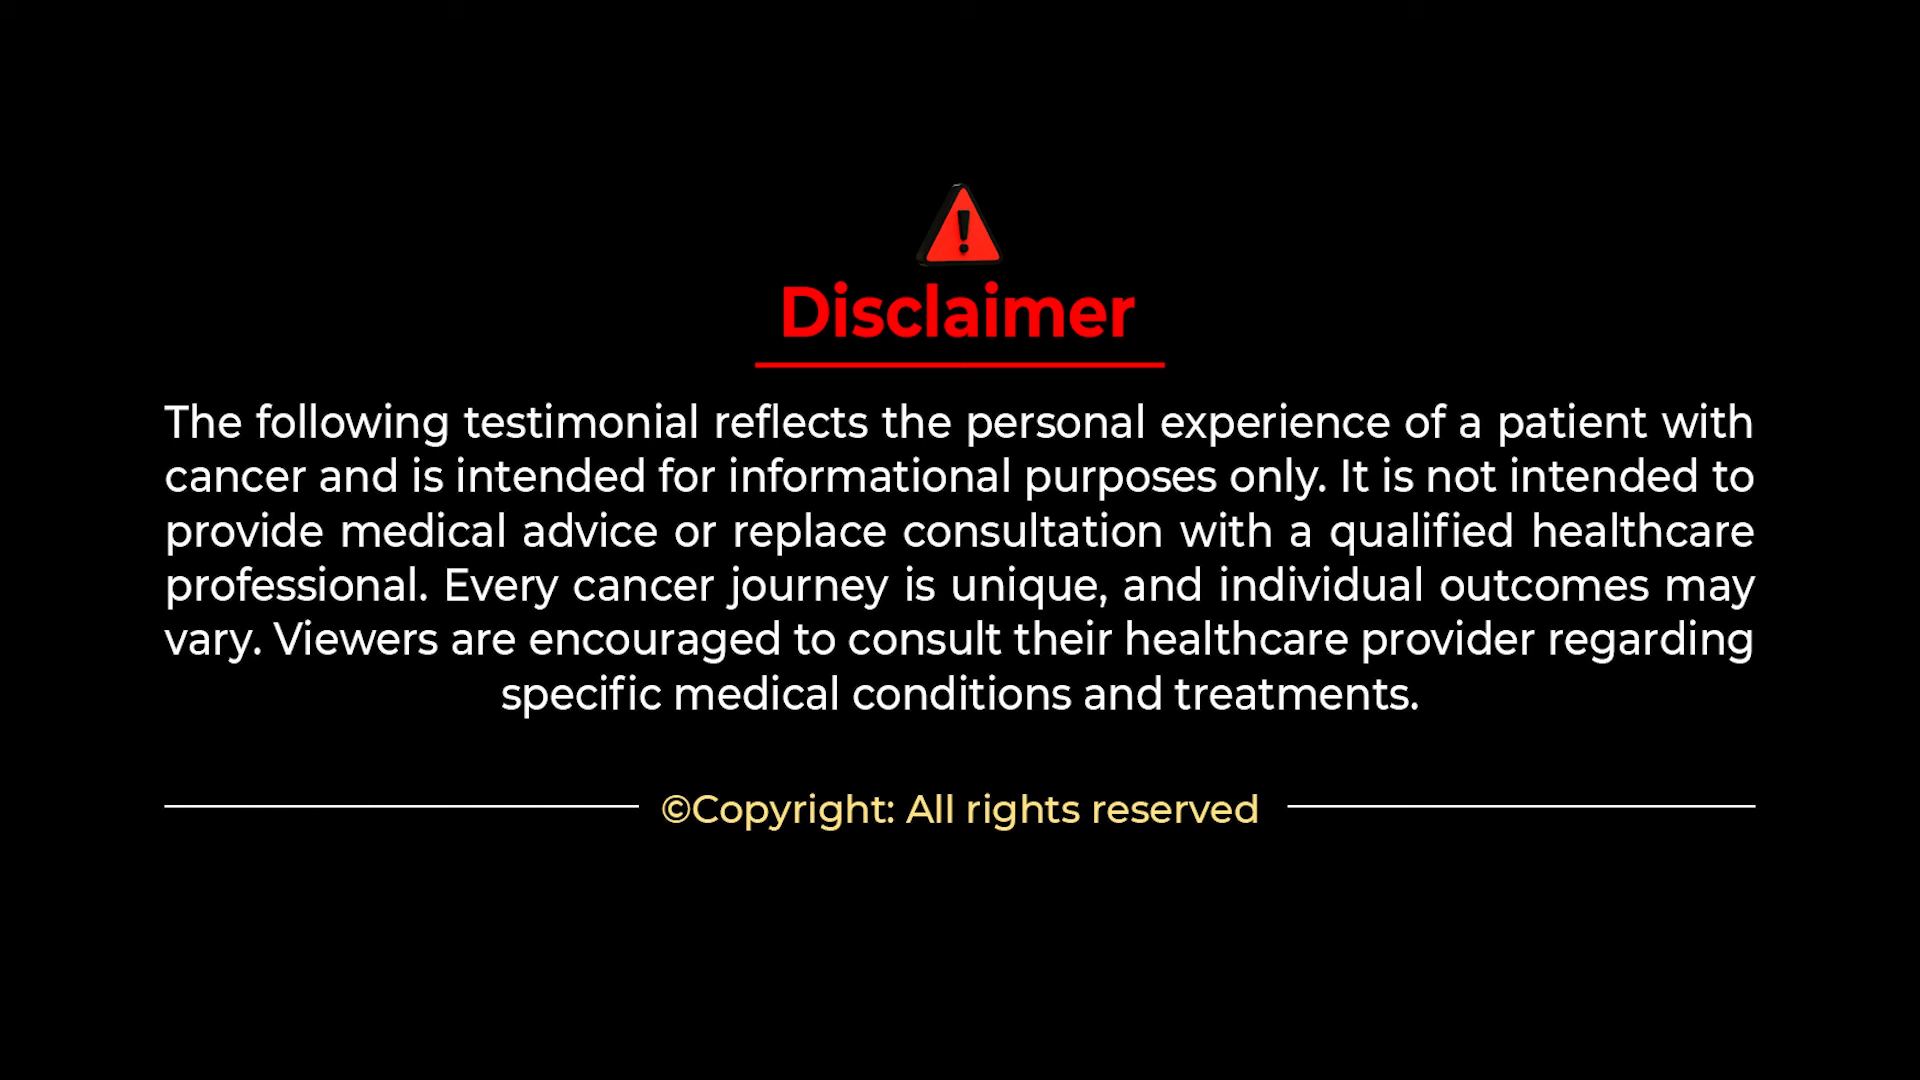 Disclaimer
The following testimonial reflects the personal experience of a patient with
cancer and is intended for informational purposes only. It is not intended to
provide medical advice or replace consultation with a qualified healthcare
professional. Every cancer journey is unique, and individual outcomes may
vary. Viewers are encouraged to consult their healthcare provider regarding
specific medical conditions and treatments.
©Copyright: All rights reserved